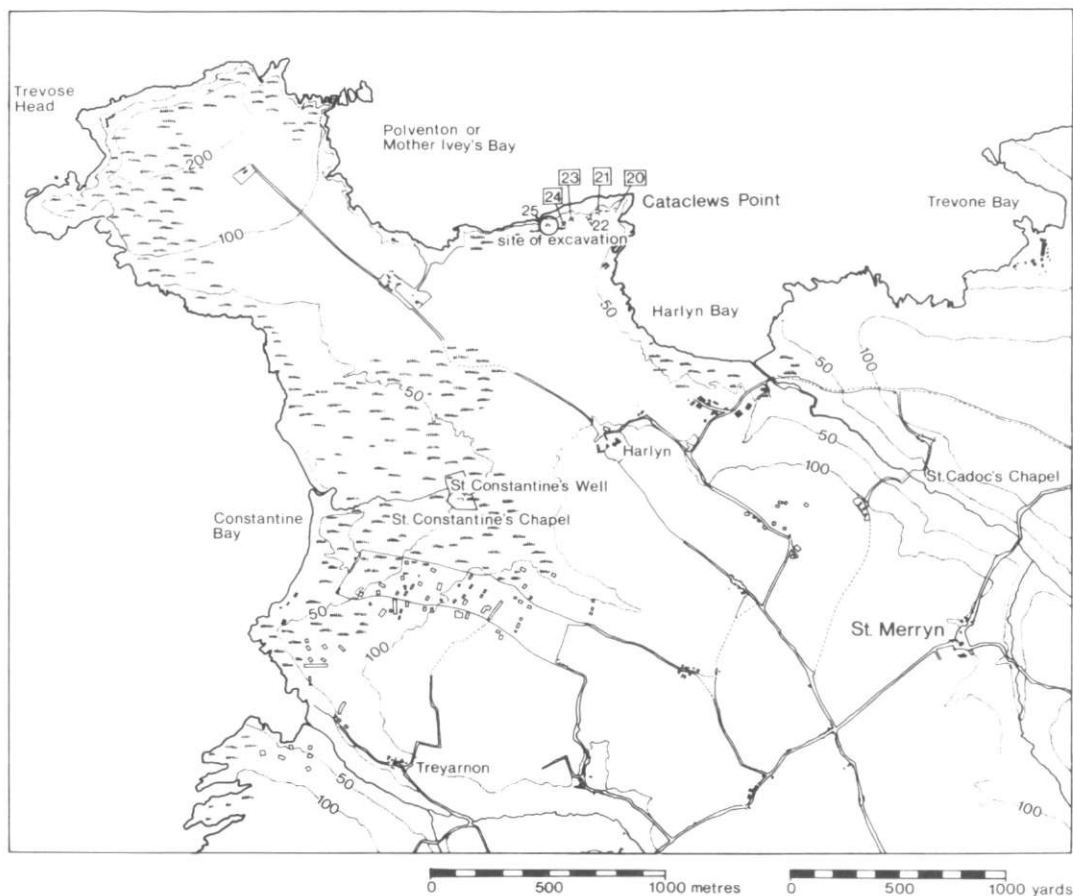 Trevose
Head
Polventon or
Mother Ivey's Bay
200
100
23
21
20
24
25
22
Cataclews Point
site of excavation
Trevone Bay
50
Harlyn Bay
50
100
50
50
100
Harlyn
St. Cadoc's Chapel
St. Constantine's Well
St. Constantine's Chapel
Constantine
Bay
50
100
St. Merryn
Treyarnon
50
100
100
0 500 1000 metres
0 500 1000 yards